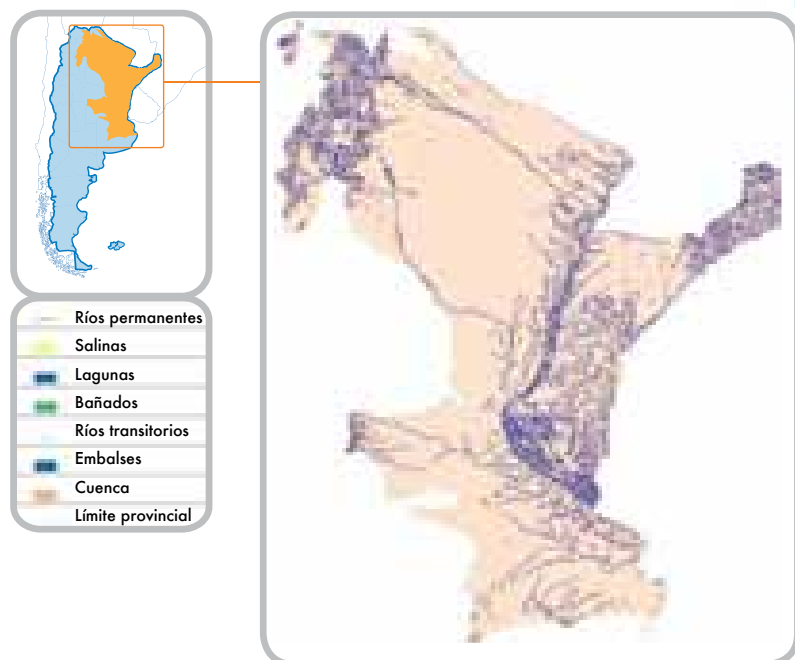 Ríos permanentes
Salinas
Lagunas
Bañados
Ríos transitorios
Embalses
Cuenca
Límite provincial